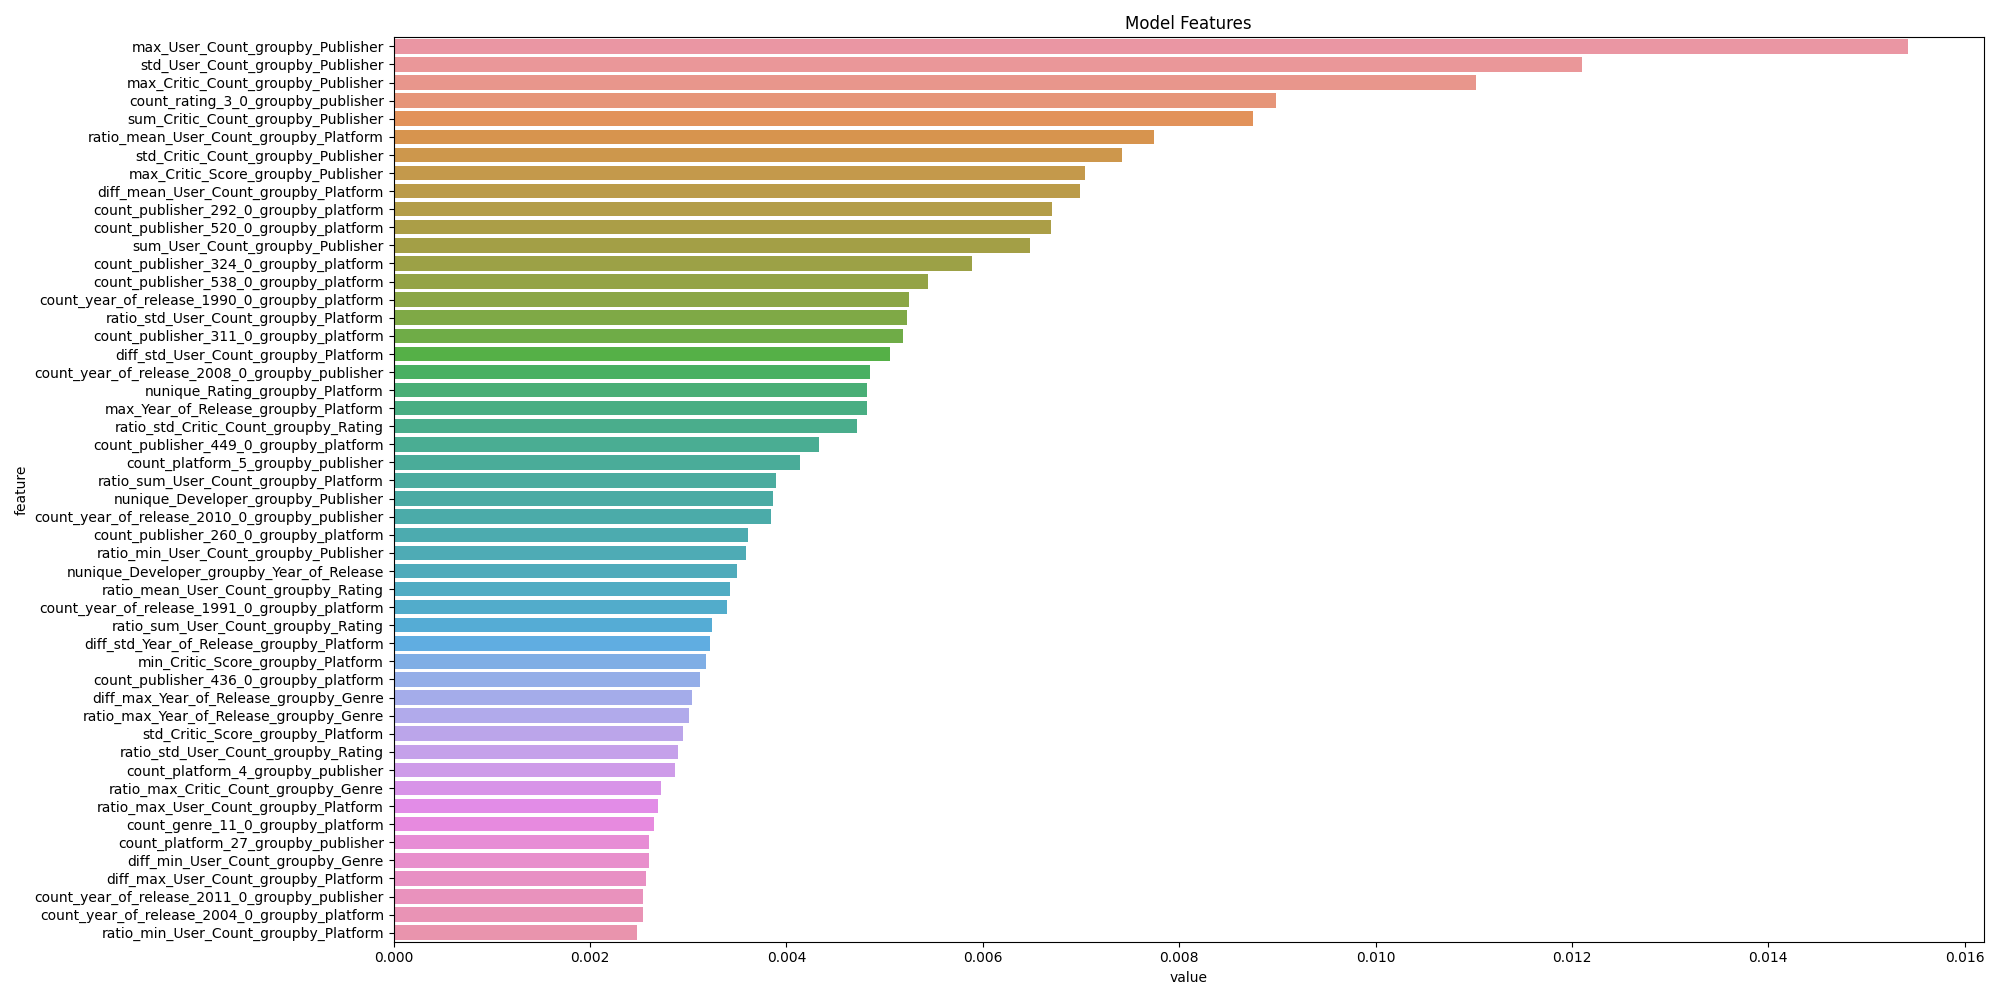 Model Features
max_User_Count_groupby_Publisher
std_User_Count_groupby_Publisher
max_Critic_Count_groupby_Publisher
count_rating_3_0_groupby_publisher
sum_Critic_Count_groupby_Publisher
ratio_mean_User_Count_groupby_Platform
std_Critic_Count_groupby_Publisher
max_Critic_Score_groupby_Publisher
diff_mean_User_Count_groupby_Platform
count_publisher_292_0_groupby_platform
count_publisher_520_0_groupby_platform
sum_User_Count_groupby_Publisher
count_publisher_324_0_groupby_platform
count_publisher_538_0_groupby_platform
count_year_of_release_1990_0_groupby_platform
ratio_std_User_Count_groupby_Platform
count_publisher_311_0_groupby_platform
diff_std_User_Count_groupby_Platform
count_year_of_release_2008_0_groupby_publisher
nunique_Rating_groupby_Platform
max_Year_of_Release_groupby_Platform
ratio_std_Critic_Count_groupby_Rating
count_publisher_449_0_groupby_platform
count_platform_5_groupby_publisher
ratio_sum_User_Count_groupby_Platform
nunique_Developer_groupby_Publisher
count_year_of_release_2010_0_groupby_publisher
count_publisher_260_0_groupby_platform
ratio_min_User_Count_groupby_Publisher
nunique_Developer_groupby_Year_of_Release
ratio_mean_User_Count_groupby_Rating
count_year_of_release_1991_0_groupby_platform
ratio_sum_User_Count_groupby_Rating
diff_std_Year_of_Release_groupby_Platform
min_Critic_Score_groupby_Platform
count_publisher_436_0_groupby_platform
diff_max_Year_of_Release_groupby_Genre
ratio_max_Year_of_Release_groupby_Genre
std_Critic_Score_groupby_Platform
ratio_std_User_Count_groupby_Rating
count_platform_4_groupby_publisher
ratio_max_Critic_Count_groupby_Genre
ratio_max_User_Count_groupby_Platform
count_genre_11_0_groupby_platform
count_platform_27_groupby_publisher
diff_min_User_Count_groupby_Genre
diff_max_User_Count_groupby_Platform
count_year_of_release_2011_0_groupby_publisher
count_year_of_release_2004_0_groupby_platform
ratio_min_User_Count_groupby_Platform
feature
0.000 0.002 0.004 0.006 0.008 0.010 0.012 0.014 0.016
value